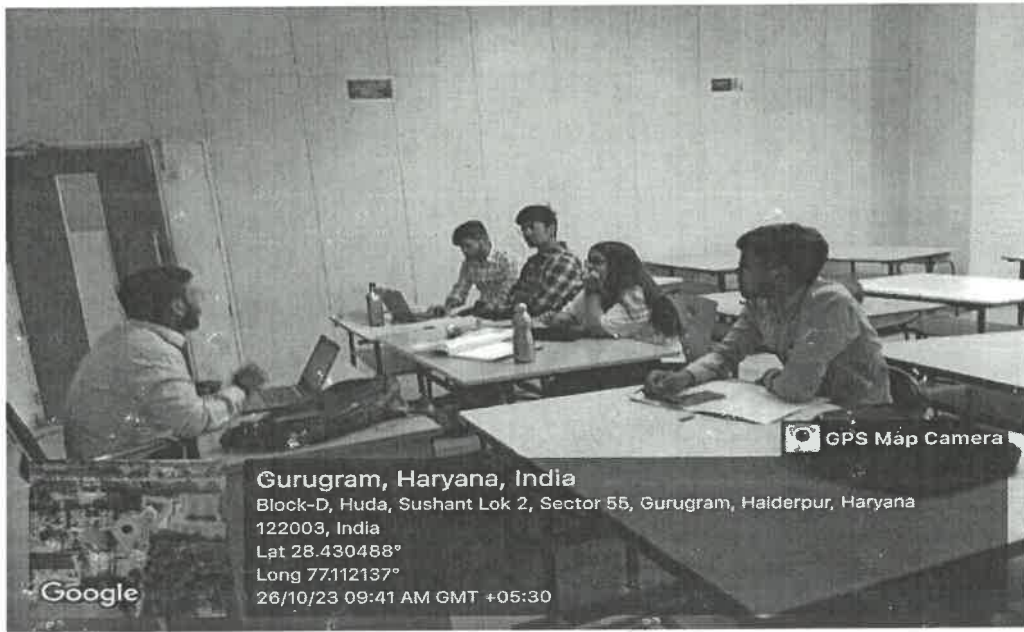 GPS Map Camera
Gurugram, Haryana, India
Block-D, Huda, Sushant Lok 2, Sector 55, Gurugram, Haiderpur, Haryana
122003, India
Lat 28.430488°
Long 77.112137°
26/10/23 09:41 AM GMT +05:30
Google